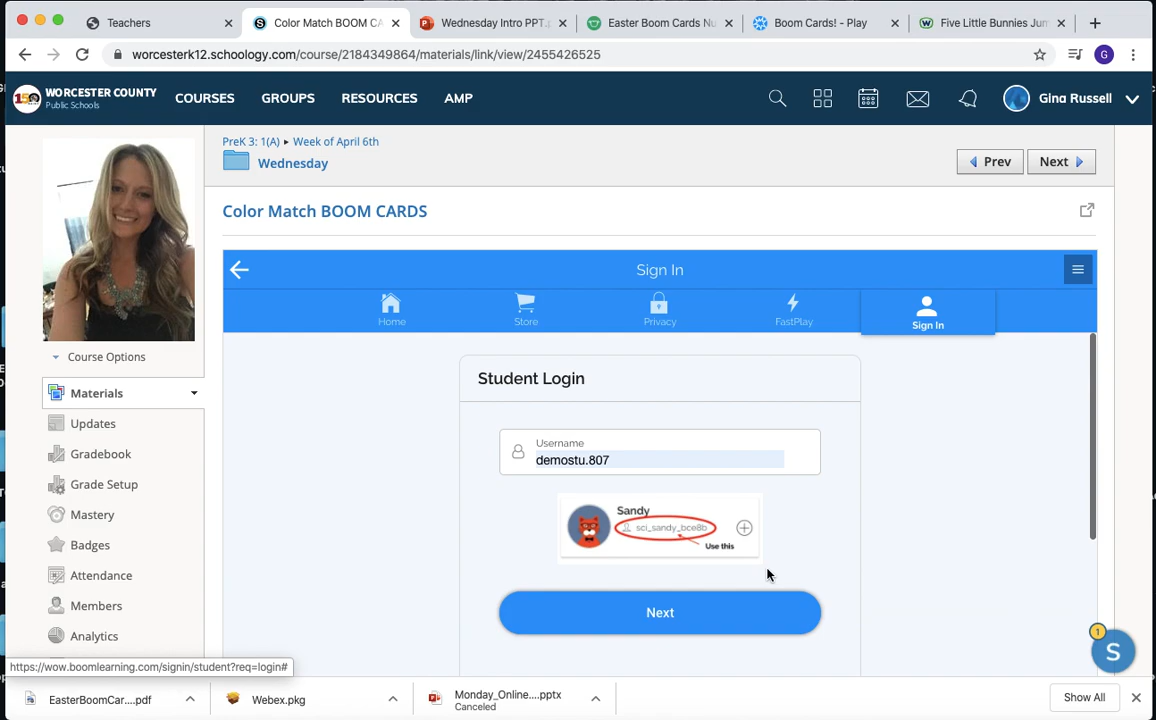 Teachers
Color Match BOOM CA
Wednesday Intro PPT.p
Easter Boom Cards Nu
Boom Cards! - Play
Five Little Bunnies Jum
worcesterk12.schoology.com/course/2184349864/materials/link/view/2455426525
G
150
WORCESTER COUNTY
Public Schools
COURSES
GROUPS
RESOURCES
AMP
Gina Russell
PreK 3: 1(A) ▸ Week of April 6th
Wednesday
Prev
Next
Color Match BOOM CARDS
Sign In
Home
Store
Privacy
FastPlay
Sign In
Student Login
Username
demostu.807
Sandy
sci_sandy_bce8b
Use this
Next
Course Options
Materials
Updates
Gradebook
Grade Setup
Mastery
Badges
Attendance
Members
Analytics
1
S
https://wow.boomlearning.com/signin/student?req=login#
EasterBoomCar....pdf
Webex.pkg
Monday_Online....pptx
Canceled
Show All